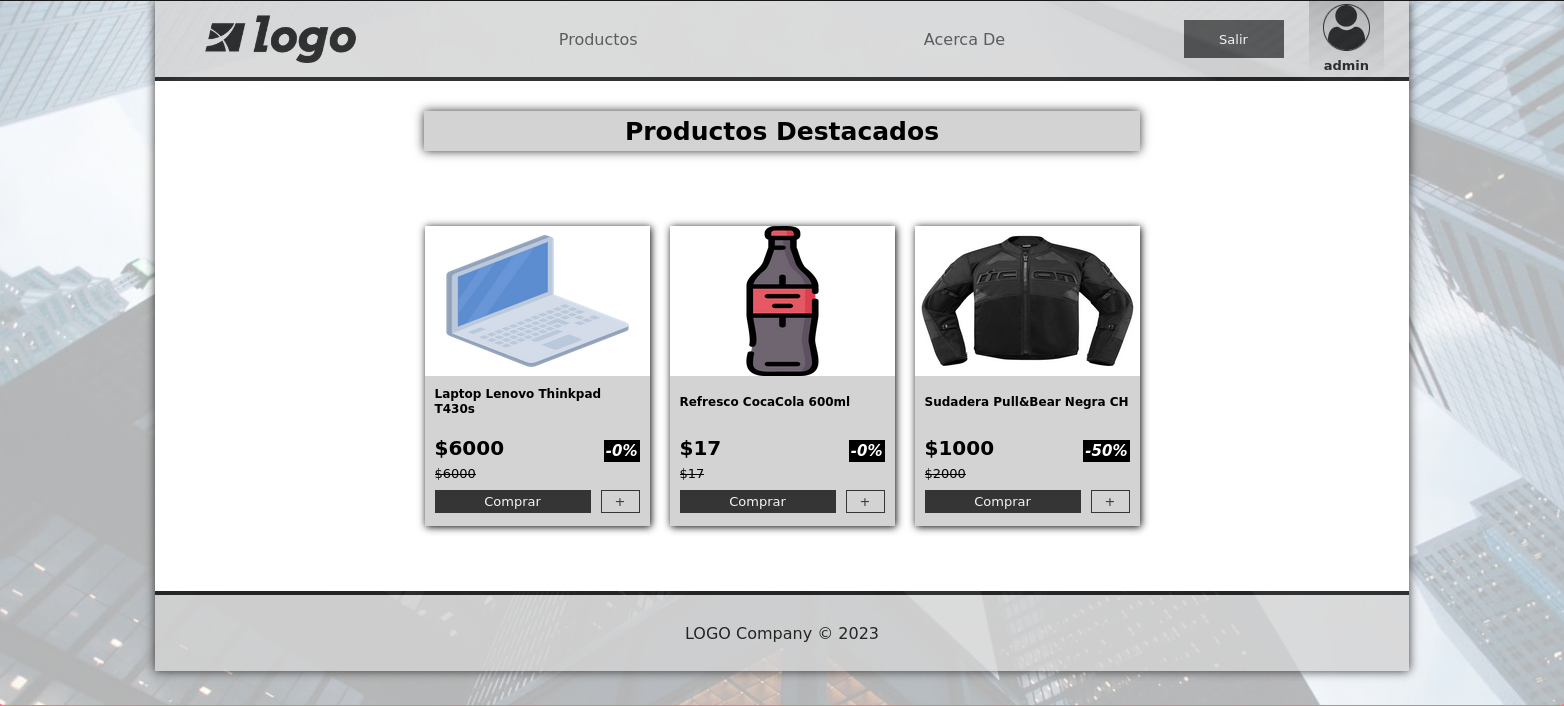 logo
Productos
Acerca De
Salir
admin
Productos Destacados
Laptop Lenovo Thinkpad
T430s
$6000
-0%
$6000
Comprar
+
Refresco CocaCola 600ml
$17
-0%
$17
Comprar
+
icon
Sudadera Pull&Bear Negra CH
$1000
-50%
$2000
Comprar
+
LOGO Company © 2023